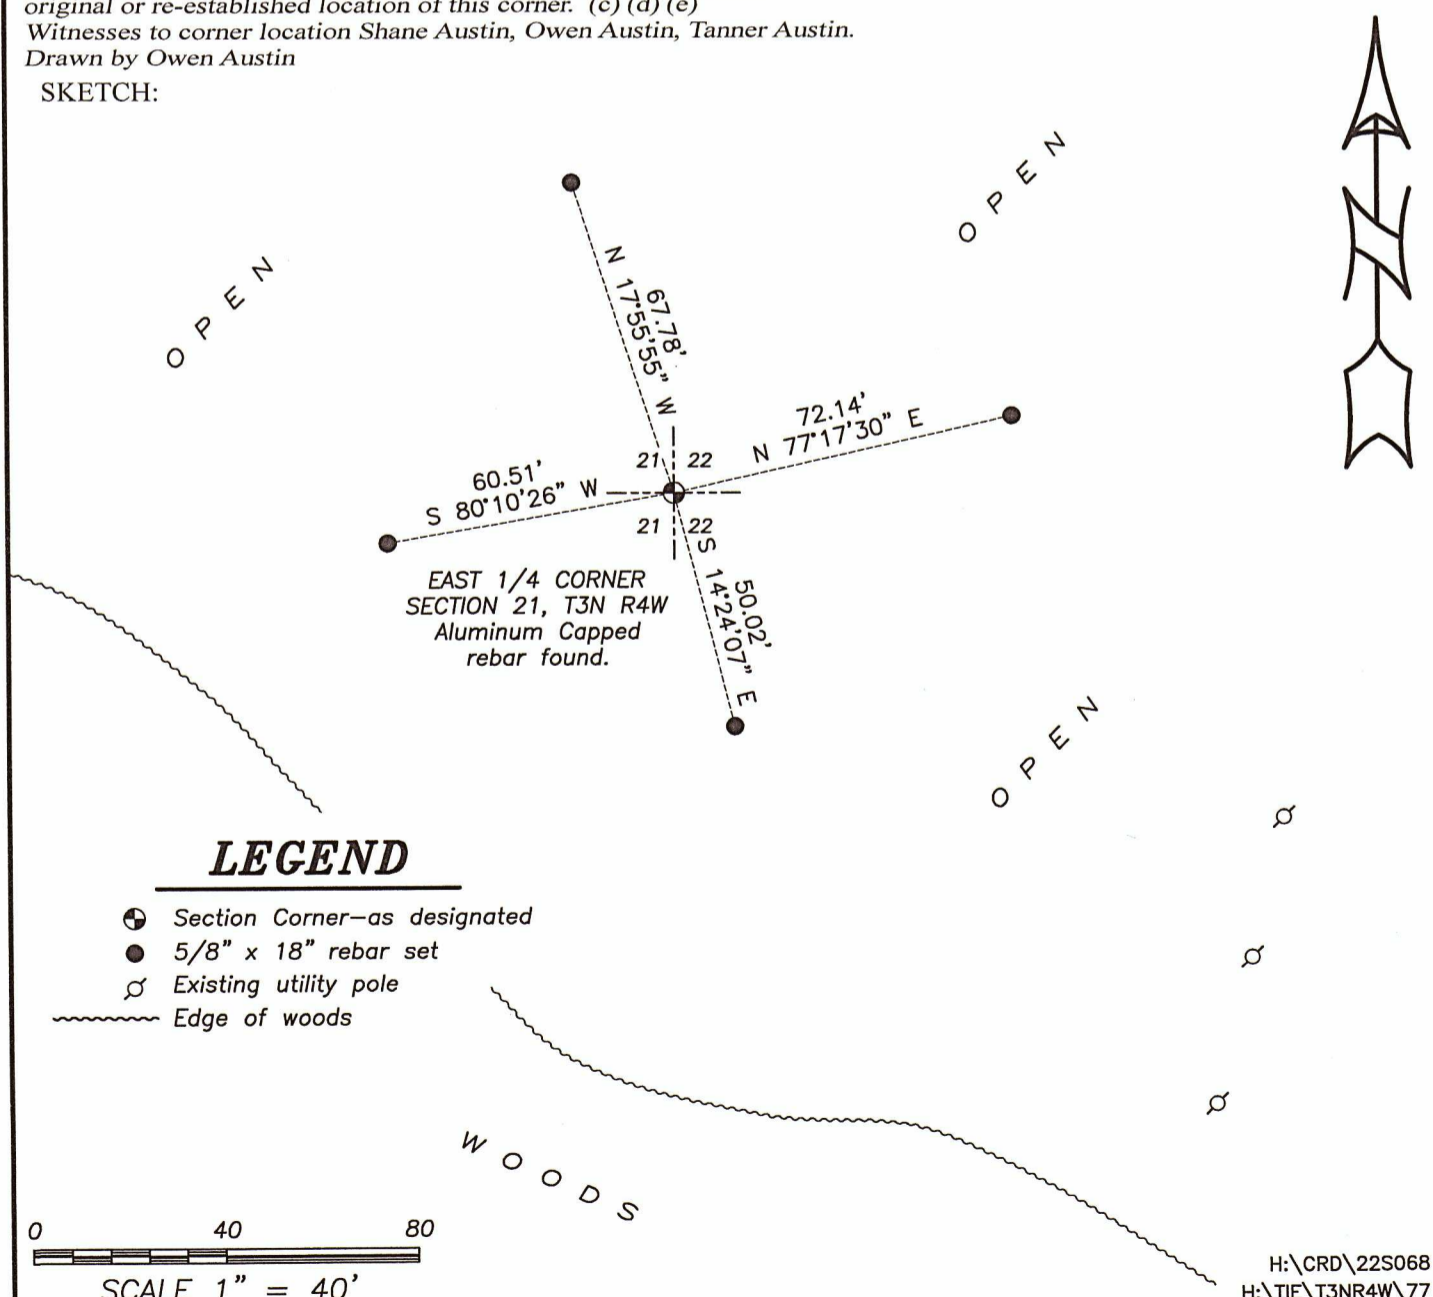 original or re-established location of this corner. (c) (d) (e)
Witnesses to corner location Shane Austin, Owen Austin, Tanner Austin.
Drawn by Owen Austin
SKETCH:
OPEN
OPEN
N
67.78'
N 17°55'55" W
72.14'
N 77°17'30" E
60.51'
S 80°10'26" W
21 22
21 22
50.02'
S 14°24'07" E
EAST 1/4 CORNER
SECTION 21, T3N R4W
Aluminum Capped
rebar found.
OPEN
LEGEND
Section Corner-as designated
5/8" x 18" rebar set
Existing utility pole
Edge of woods
WOODS
0 40 80
SCALE 1" = 40'
H:\CRD\22S068
H:\TIF\T3NR4W\77